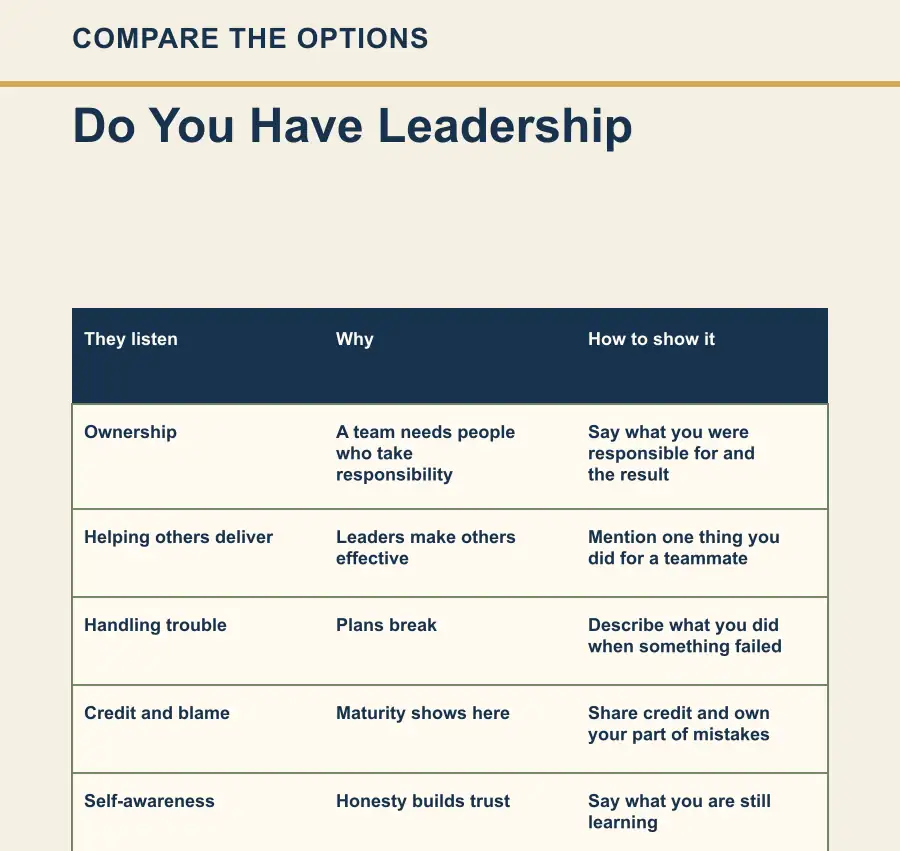 COMPARE THE OPTIONS
Do You Have Leadership
They listen
Why
How to show it
Ownership
A team needs people
who take
responsibility
Say what you were
responsible for and
the result
Helping others deliver
Leaders make others
effective
Mention one thing you
did for a teammate
Handling trouble
Plans break
Describe what you did
when something failed
Credit and blame
Maturity shows here
Share credit and own
your part of mistakes
Self-awareness
Honesty builds trust
Say what you are still
learning